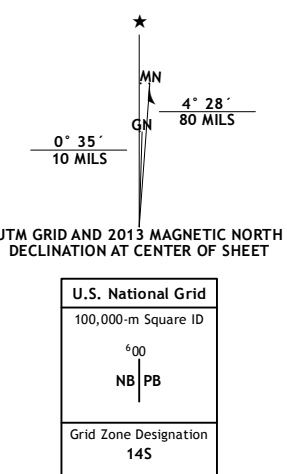 ★
MN
GN
4° 28´
80 MILS
0° 35´
10 MILS
UTM GRID AND 2013 MAGNETIC NORTH
DECLINATION AT CENTER OF SHEET
U.S. National Grid
100,000-m Square ID
⁶00
NB PB
Grid Zone Designation
14S